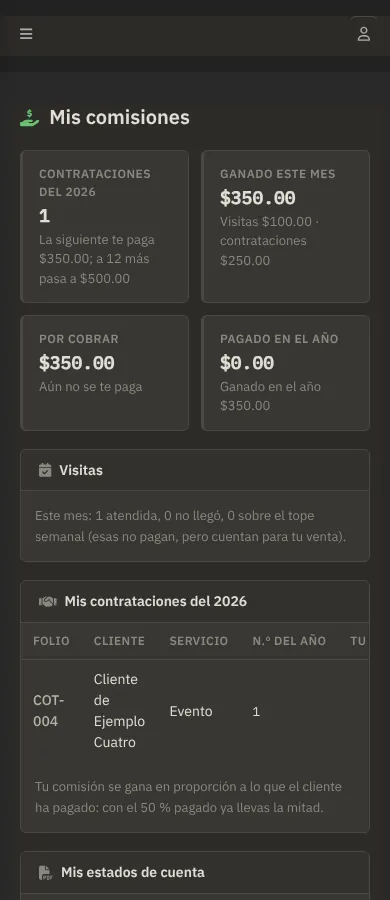 Mis comisiones
CONTRATACIONES
DEL 2026
1
La siguiente te paga
$350.00; a 12 más
pasa a $500.00
GANADO ESTE MES
$350.00
Visitas $100.00 ·
contrataciones
$250.00
POR COBRAR
$350.00
Aún no se te paga
PAGADO EN EL AÑO
$0.00
Ganado en el año
$350.00
Visitas
Este mes: 1 atendida, 0 no llegó, 0 sobre el tope
semanal (esas no pagan, pero cuentan para tu venta).
Mis contrataciones del 2026
FOLIO CLIENTE SERVICIO N.º DEL AÑO TU
COT-004 Cliente de Ejemplo Cuatro Evento 1
Tu comisión se gana en proporción a lo que el cliente
ha pagado: con el 50 % pagado ya llevas la mitad.
PDF
Mis estados de cuenta